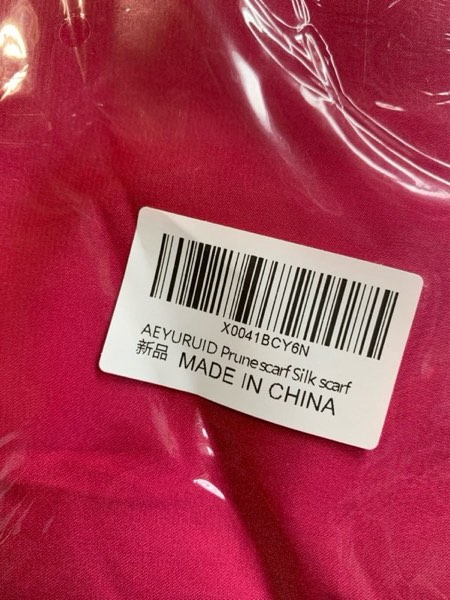 X0041BCY6N
AEYURUID Prune scarf Silk scarf
新品 MADE IN CHINA